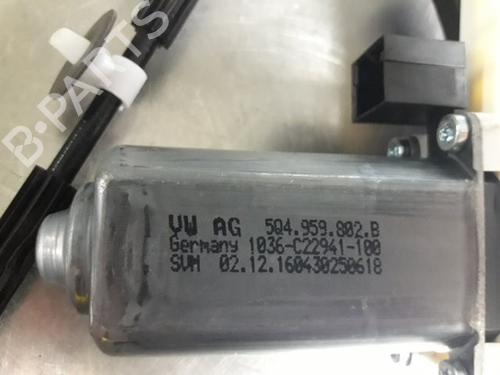 B-PARTS
VW AG 5Q4.959.802.B
Germany 1036-C22941-100
SWM 02.12.160430250618